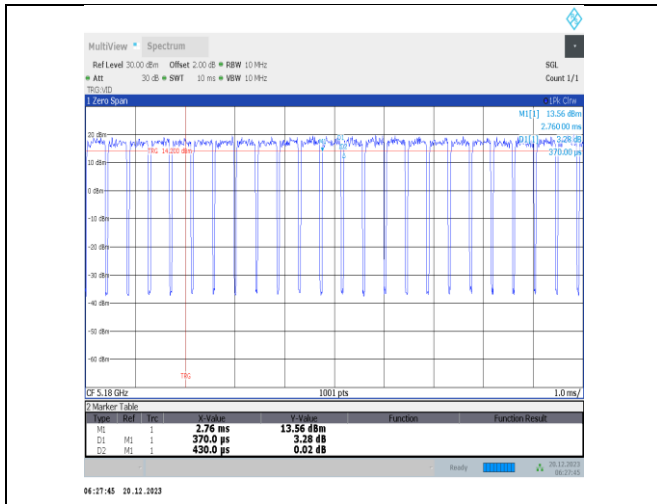 MultiView Spectrum
Ref Level 30.00 dBm Offset 2.00 dB RBW 10 MHz SGL
Att 30 dB SWT 10 ms VBW 10 MHz Count 1/1
TRG:VID
1 Zero Span 1Pk Clrw
M1[1] 13.56 dBm
2.76000 ms
20 dBm
D1[1] 3.28 dB
TRG 14.200 dBm 370.00 µs
10 dBm
0 dBm
-10 dBm
-20 dBm
-30 dBm
-40 dBm
-50 dBm
-60 dBm
TRG
CF 5.18 GHz 1001 pts 1.0 ms/
2 Marker Table
Type Ref Trc X-Value Y-Value Function Function Result
M1 1 2.76 ms 13.56 dBm
D1 M1 1 370.0 µs 3.28 dB
D2 M1 1 430.0 µs 0.02 dB
Ready 20.12.2023
06:27:45
06:27:45 20.12.2023